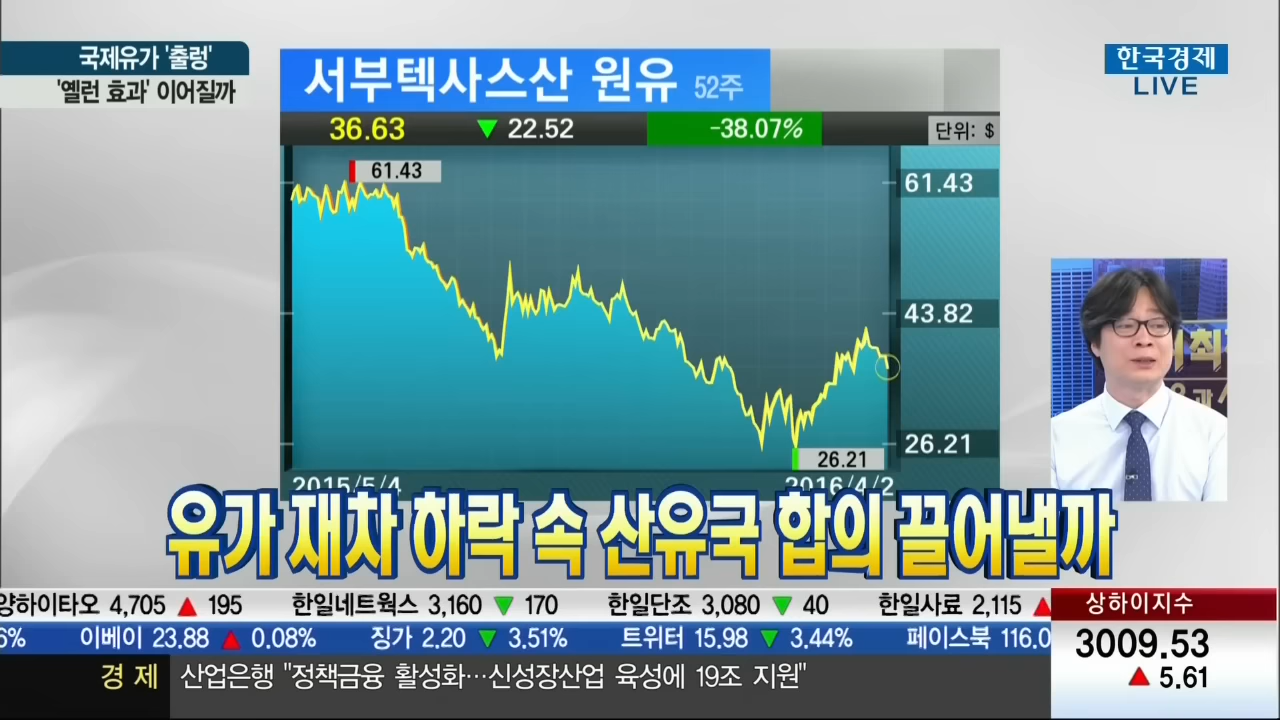 국제유가 '출렁'
'옐런 효과' 이어질까
한국경제
LIVE
서부텍사스산 원유 52주
36.63 ▼ 22.52 -38.07% 단위: $
61.43
61.43
43.82
26.21
26.21
2015/5/4 2016/4/2
유가 재차 하락 속 산유국 합의 끌어낼까
양하이타오 4,705 ▲ 195 한일네트웍스 3,160 ▼ 170 한일단조 3,080 ▼ 40 한일사료 2,115 ▲
6% 이베이 23.88 ▲ 0.08% 징가 2.20 ▼ 3.51% 트위터 15.98 ▼ 3.44% 페이스북 116.0
상하이지수
3009.53
▲ 5.61
경제 산업은행 "정책금융 활성화…신성장산업 육성에 19조 지원"